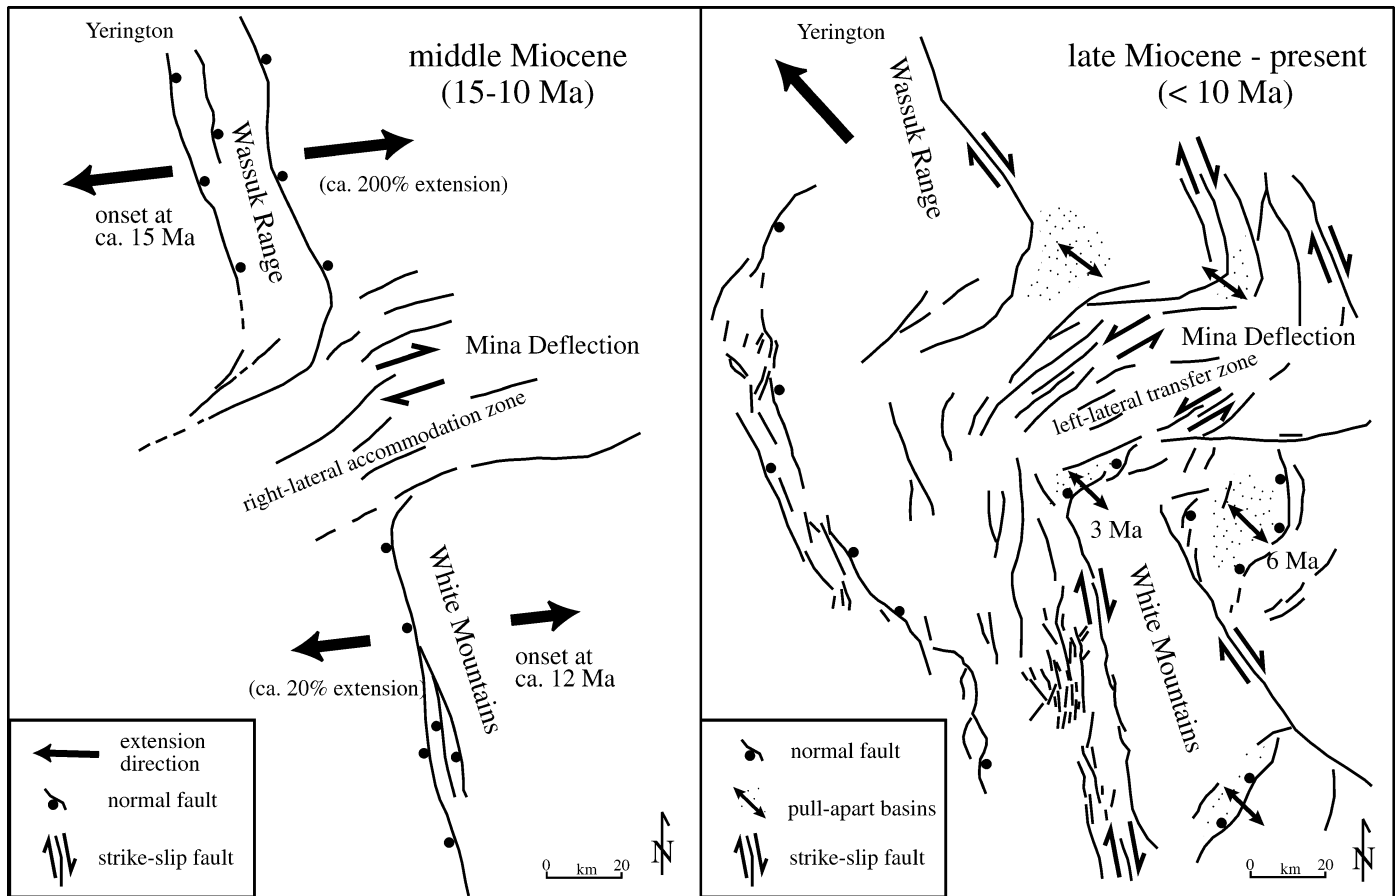 Yerington
middle Miocene
(15-10 Ma)
Wassuk Range
(ca. 200% extension)
onset at
ca. 15 Ma
Mina Deflection
right-lateral accommodation zone
White Mountains
onset at
ca. 12 Ma
(ca. 20% extension)
extension
direction
normal fault
strike-slip fault
0 km 20
N
Yerington
late Miocene - present
(< 10 Ma)
Wassuk Range
Mina Deflection
left-lateral transfer zone
3 Ma
6 Ma
White Mountains
normal fault
pull-apart basins
strike-slip fault
0 km 20
N